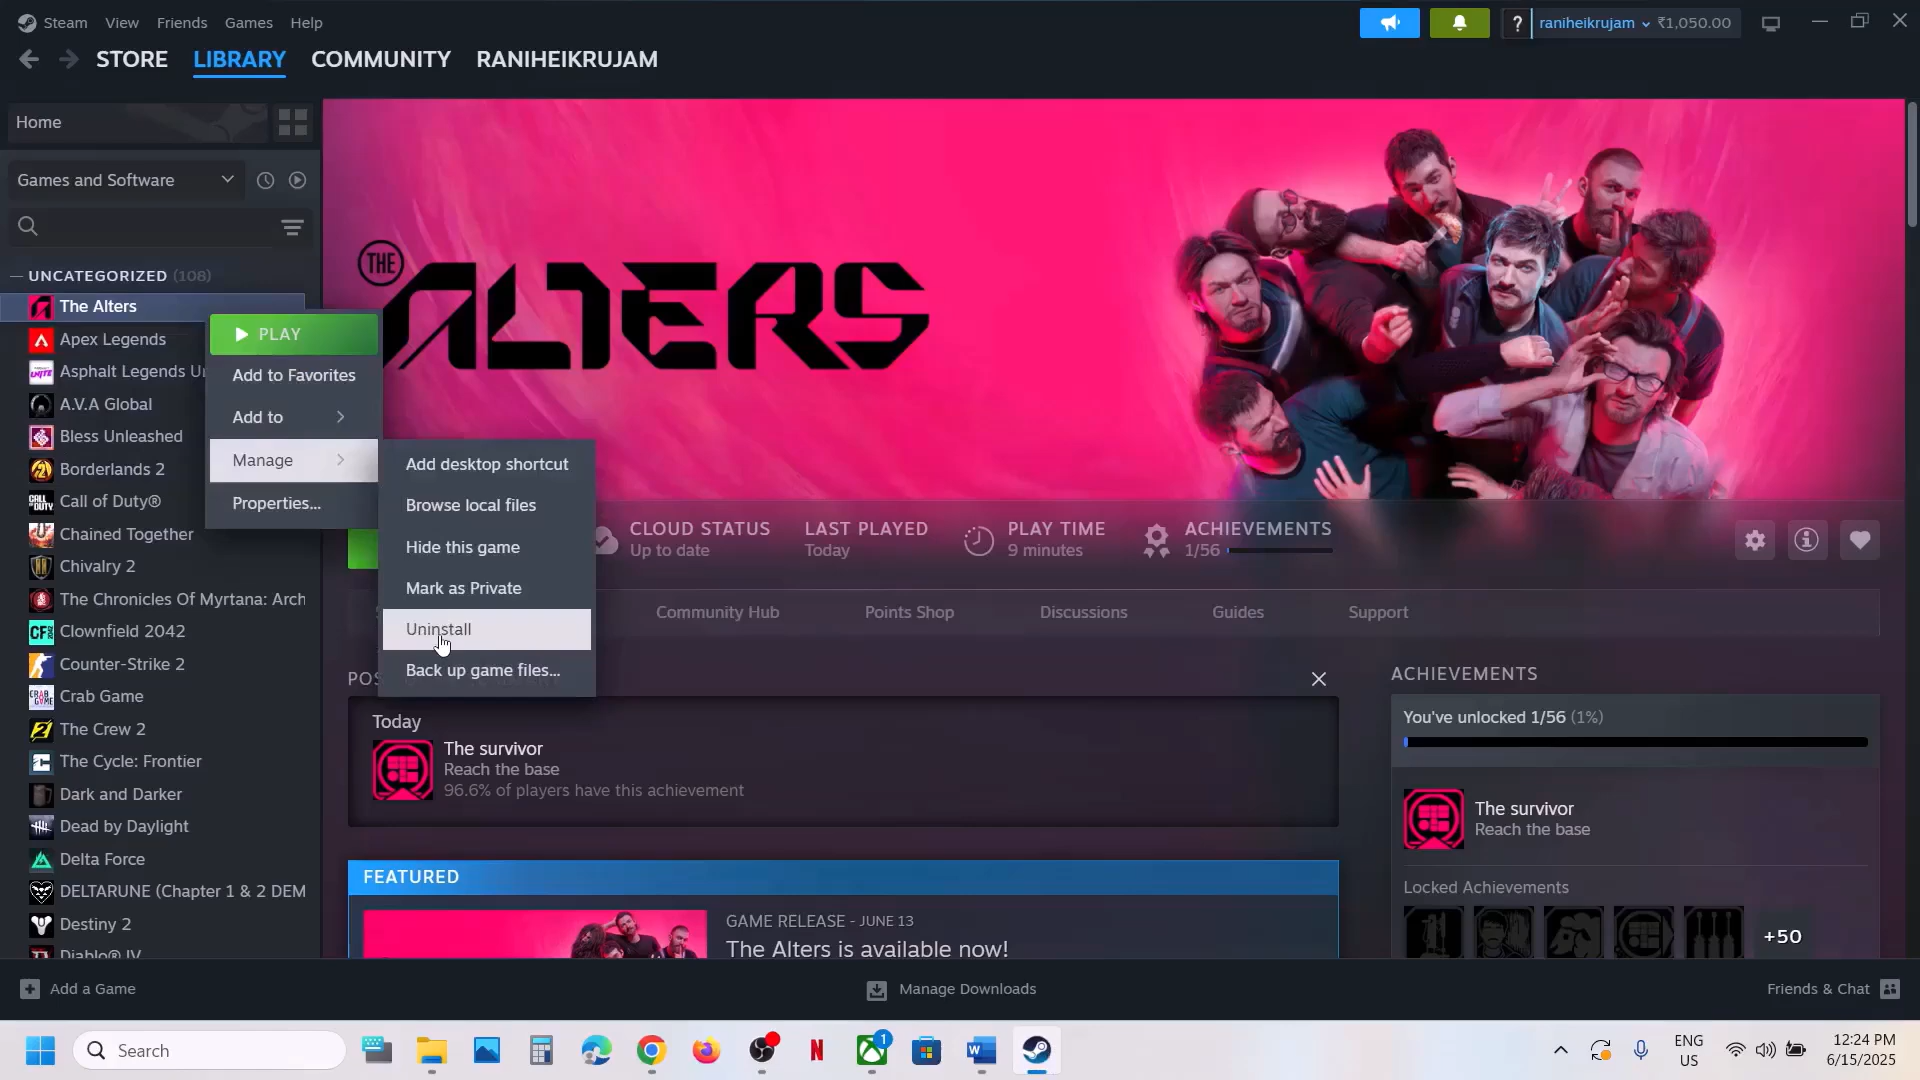 Steam View Friends Games Help
? raniheikrujam ₹1,050.00
STORE LIBRARY COMMUNITY RANIHEIKRUJAM
Home
Games and Software
UNCATEGORIZED (108)
The Alters
Apex Legends
Asphalt Legends Un
A.V.A Global
Bless Unleashed
Borderlands 2
Call of Duty®
Chained Together
Chivalry 2
The Chronicles Of Myrtana: Arch
Clownfield 2042
Counter-Strike 2
Crab Game
The Crew 2
The Cycle: Frontier
Dark and Darker
Dead by Daylight
Delta Force
DELTARUNE (Chapter 1 & 2 DEM
Destiny 2
Diablo® IV
PLAY
Add to Favorites
Add to
Manage
Properties...
Add desktop shortcut
Browse local files
Hide this game
Mark as Private
Uninstall
Back up game files...
THE ALTERS
CLOUD STATUS
Up to date
LAST PLAYED
Today
PLAY TIME
9 minutes
ACHIEVEMENTS
1/56
Community Hub Points Shop Discussions Guides Support
POS
Today
The survivor
Reach the base
96.6% of players have this achievement
FEATURED
GAME RELEASE - JUNE 13
The Alters is available now!
ACHIEVEMENTS
You've unlocked 1/56 (1%)
The survivor
Reach the base
Locked Achievements
+50
Add a Game
Manage Downloads
Friends & Chat
Search
1
ENG
US
12:24 PM
6/15/2025